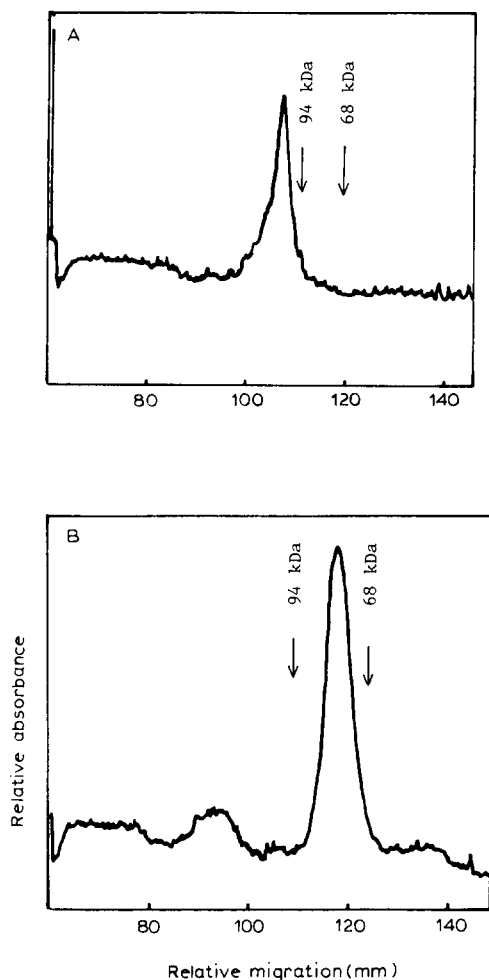 A
94 kDa
68 kDa
80
100
120
140
B
94 kDa
68 kDa
Relative absorbance
80
100
120
140
Relative migration(mm)